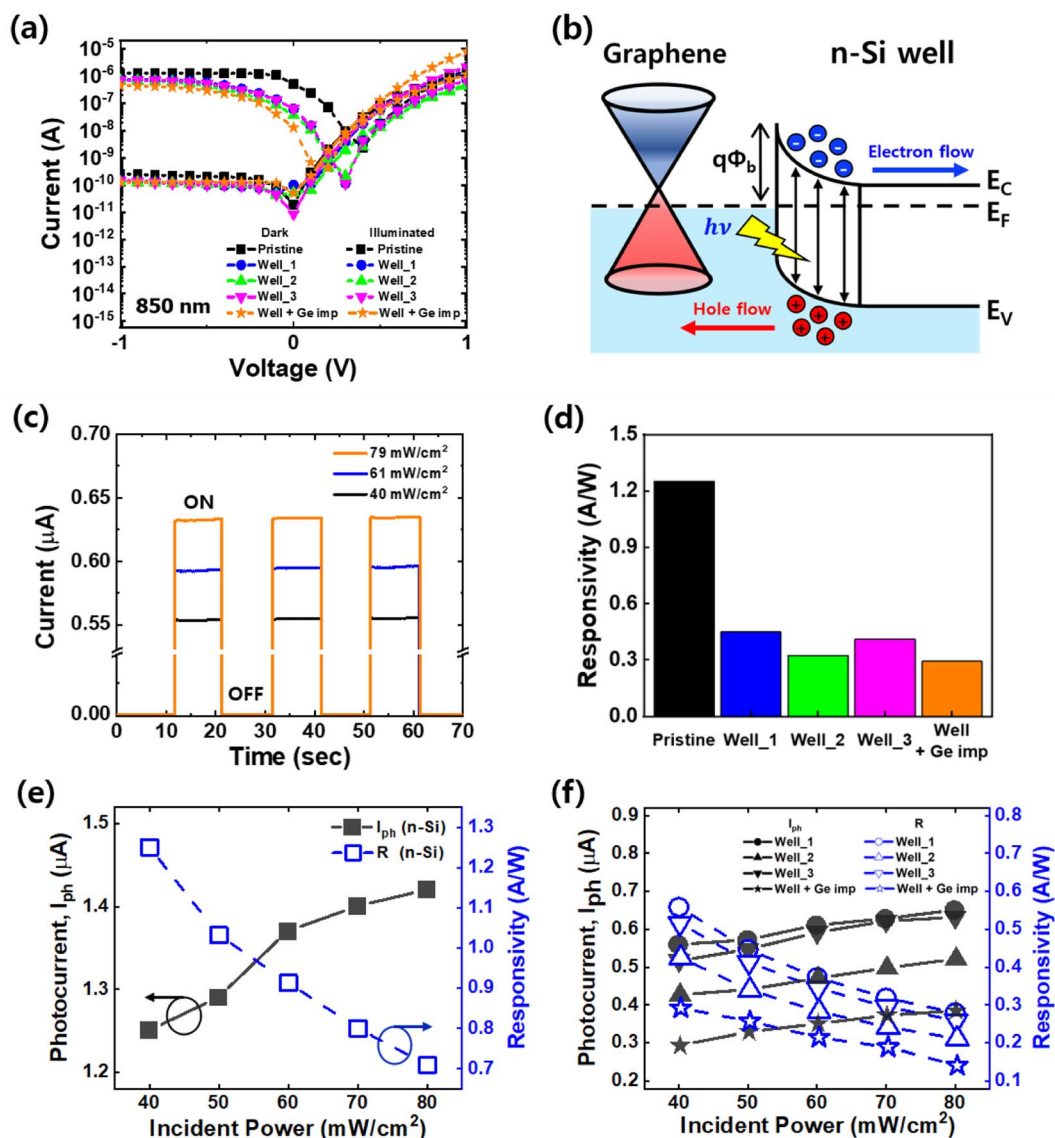 (a)
Current (A)
10⁻⁵
10⁻⁶
10⁻⁷
10⁻⁸
10⁻⁹
10⁻¹⁰
10⁻¹¹
10⁻¹²
10⁻¹³
10⁻¹⁴
10⁻¹⁵
Dark Illuminated
Pristine Pristine
Well_1 Well_1
Well_2 Well_2
Well_3 Well_3
Well + Ge imp Well + Ge imp
850 nm
-1 0 1
Voltage (V)
(b)
Graphene n-Si well
qΦb
Electron flow
E_C
E_F
hν
Hole flow
E_V
(c)
Current (μA)
0.70
0.65
0.60
0.55
0.00
79 mW/cm²
61 mW/cm²
40 mW/cm²
ON
OFF
0 10 20 30 40 50 60 70
Time (sec)
(d)
Responsivity (A/W)
1.5
1.2
0.9
0.6
0.3
0.0
Pristine Well_1 Well_2 Well_3 Well
+ Ge imp
(e)
Photocurrent, I_ph (μA)
1.5
1.4
1.3
1.2
I_ph (n-Si)
R (n-Si)
1.3
1.2
1.1
1.0
0.9
0.8
0.7
Responsivity (A/W)
40 50 60 70 80
Incident Power (mW/cm²)
(f)
Photocurrent, I_ph (μA)
0.9
0.8
0.7
0.6
0.5
0.4
0.3
0.2
I_ph R
Well_1 Well_1
Well_2 Well_2
Well_3 Well_3
Well + Ge imp Well + Ge imp
0.8
0.7
0.6
0.5
0.4
0.3
0.2
0.1
Responsivity (A/W)
40 50 60 70 80
Incident Power (mW/cm²)